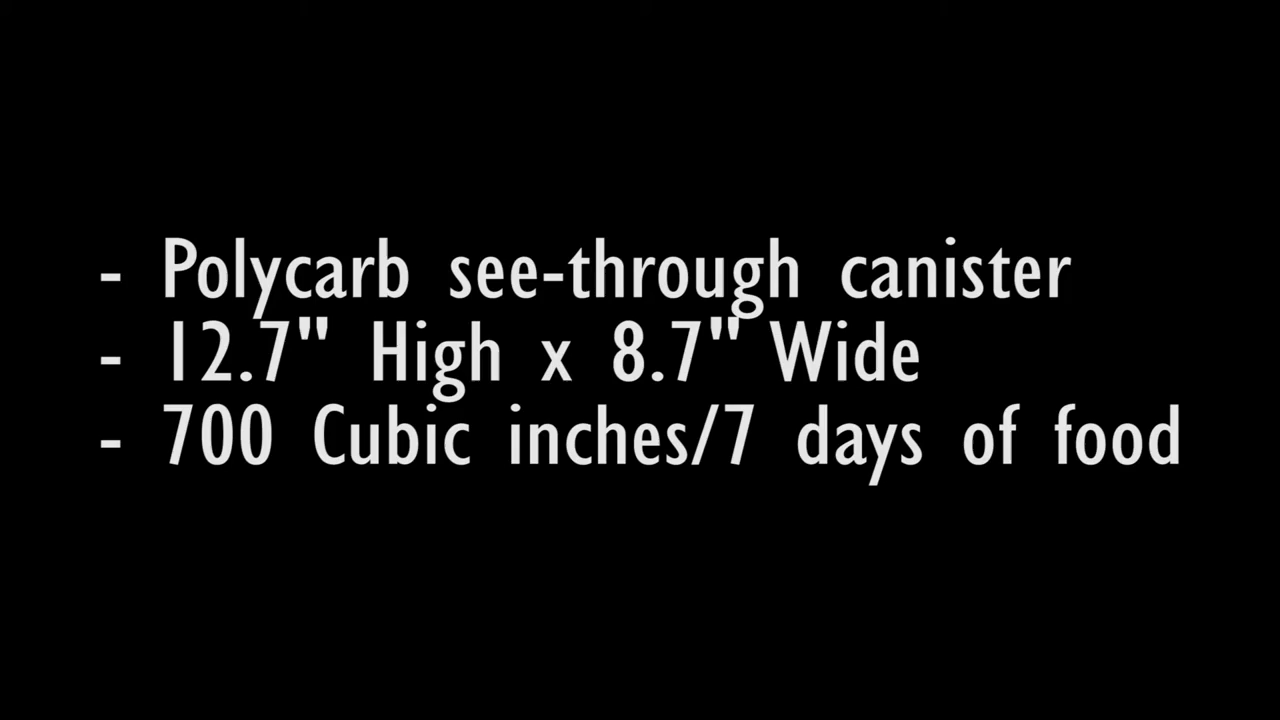 - Polycarb see-through canister
- 12.7" High x 8.7" Wide
- 700 Cubic inches/7 days of food